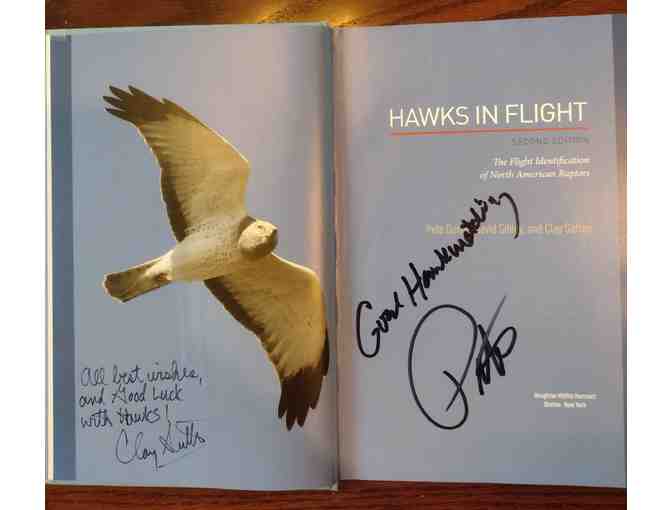 All best wishes,
and Good Luck
with Hawks!
Clay Sutton
HAWKS IN FLIGHT
SECOND EDITION
The Flight Identification
of North American Raptors
Pete Dunne, David Sibley, and Clay Sutton
Good Hawkwatching
Pete
Houghton Mifflin Harcourt
Boston New York